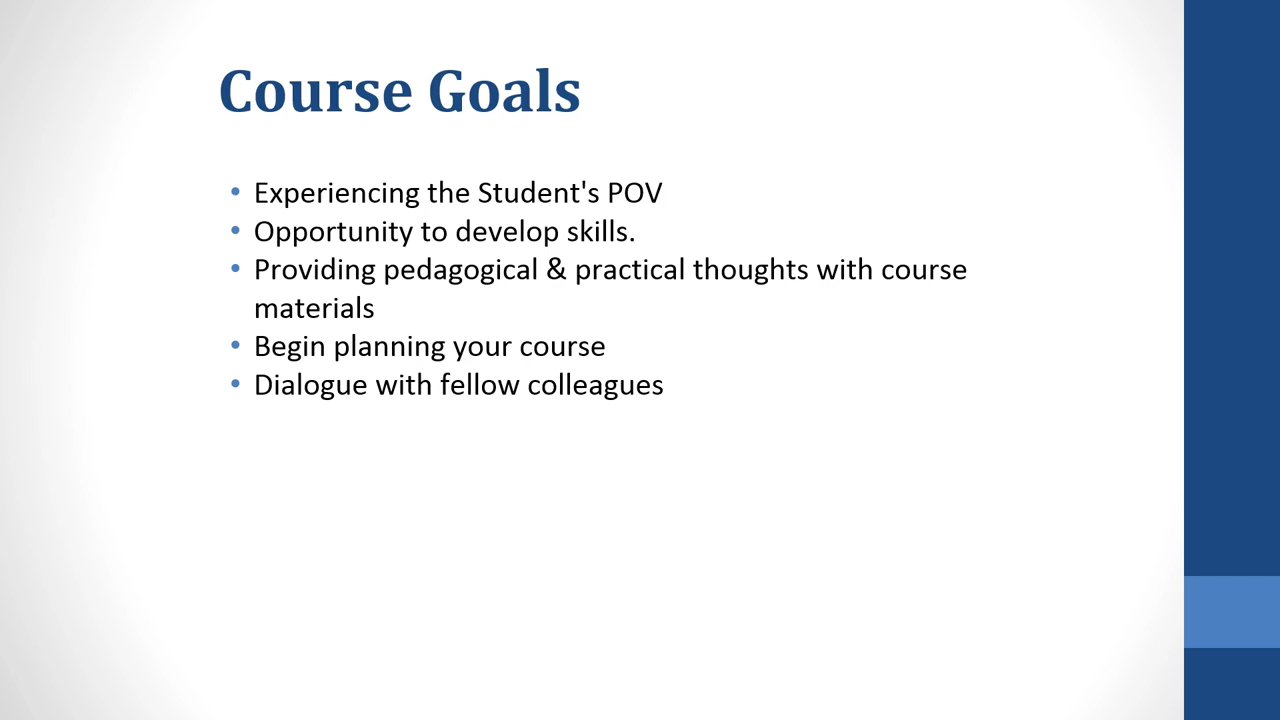 Course Goals
• Experiencing the Student's POV
• Opportunity to develop skills.
• Providing pedagogical & practical thoughts with course
materials
• Begin planning your course
• Dialogue with fellow colleagues